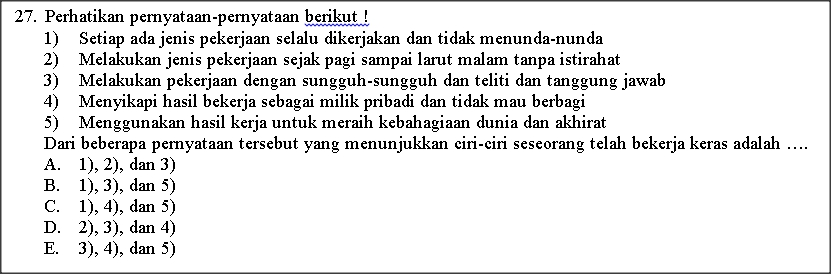 27. Perhatikan pernyataan-pernyataan berikut !
1) Setiap ada jenis pekerjaan selalu dikerjakan dan tidak menunda-nunda
2) Melakukan jenis pekerjaan sejak pagi sampai larut malam tanpa istirahat
3) Melakukan pekerjaan dengan sungguh-sungguh dan teliti dan tanggung jawab
4) Menyikapi hasil bekerja sebagai milik pribadi dan tidak mau berbagi
5) Menggunakan hasil kerja untuk meraih kebahagiaan dunia dan akhirat
Dari beberapa pernyataan tersebut yang menunjukkan ciri-ciri seseorang telah bekerja keras adalah ….
A. 1), 2), dan 3)
B. 1), 3), dan 5)
C. 1), 4), dan 5)
D. 2), 3), dan 4)
E. 3), 4), dan 5)